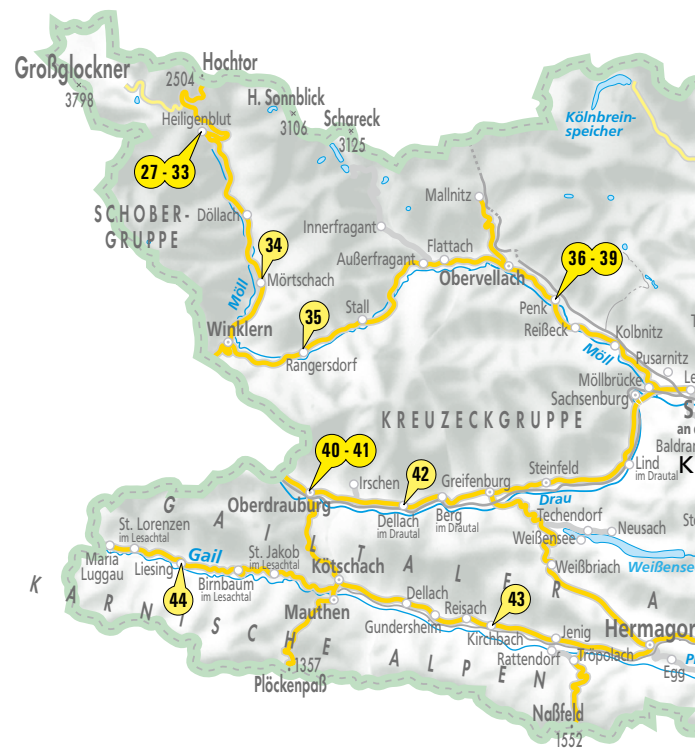 Großglockner
3798
Hochtor
2504
Heiligenblut
H. Sonnblick
3106
Schareck
3125
Kölnbrein-
speicher
27 - 33
SCHOBER-
GRUPPE
Döllach
Mallnitz
Innerfragant
Flattach
Außerfragant
Obervellach
34
Mörtschach
Möll
36 - 39
Penk
Reißeck
Kolbnitz
Möll
Pusarnitz
Möllbrücke
Sachsenburg
Stall
35
Winklern
Rangersdorf
KREUZECKGRUPPE
40 - 41
42
Irschen
Greifenburg
Steinfeld
Lind
im Drautal
Oberdrauburg
Dellach
im Drautal
Berg
im Drautal
Drau
Techendorf
Neusach
Weißensee
Weißbriach
GAILTALER A
St. Lorenzen
im Lesachtal
Maria
Luggau
Liesing
Gail
Birnbaum
im Lesachtal
St. Jakob
im Lesachtal
44
Kötschach
Mauthen
Dellach
Gundersheim
Reisach
43
Kirchbach
Jenig
Rattendorf
Tröpolach
Hermagor
Egg
KARNISCHE ALPEN
1357
Plöckenpaß
Naßfeld
1552